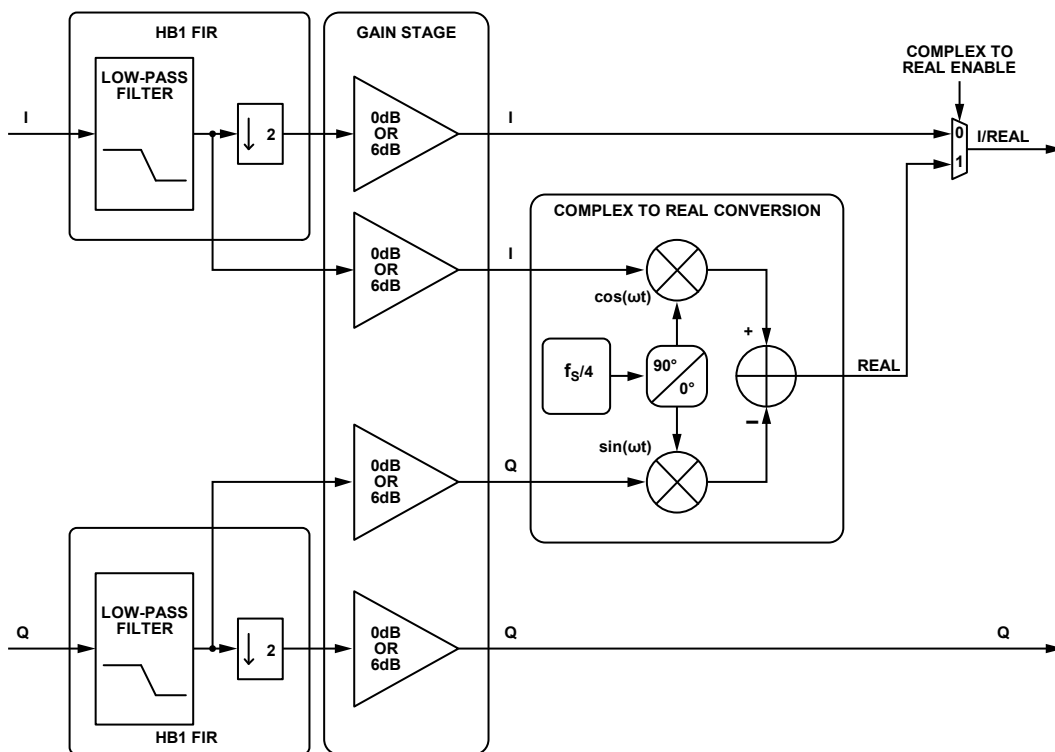 HB1 FIR
GAIN STAGE
LOW-PASS
FILTER
COMPLEX TO
REAL ENABLE
I
2
0dB
OR
6dB
I
0
1
I/REAL
COMPLEX TO REAL CONVERSION
0dB
OR
6dB
I
cos(ωt)
+
fS/4
90°
0°
REAL
–
sin(ωt)
0dB
OR
6dB
Q
LOW-PASS
FILTER
Q
2
0dB
OR
6dB
Q
Q
HB1 FIR